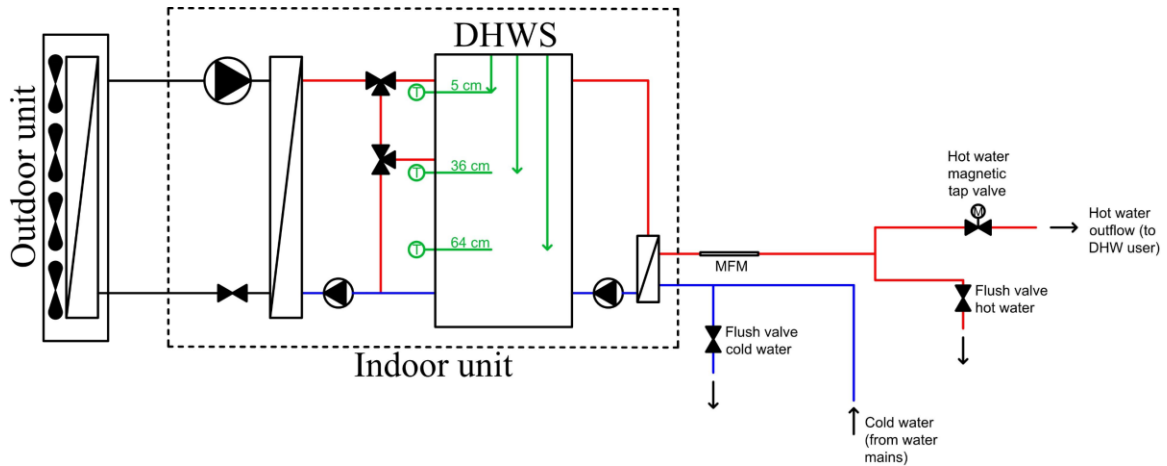 DHWS
Outdoor unit
T
5 cm
T
36 cm
T
64 cm
Indoor unit
MFM
Hot water
magnetic
tap valve
M
Hot water
outflow (to
DHW user)
Flush valve
hot water
Flush valve
cold water
Cold water
(from water
mains)